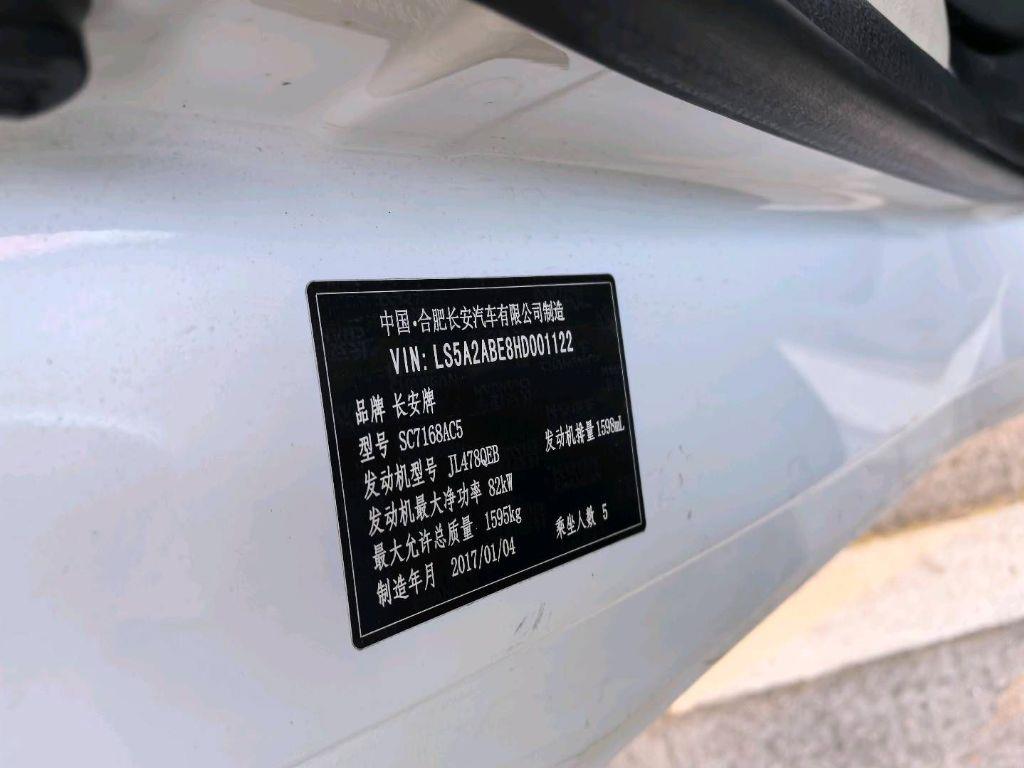 中国·合肥长安汽车有限公司制造
VIN: LS5A2ABE8HD001122
品牌 长安牌
型号 SC7168AC5
发动机型号 JL478QEB 发动机排量 1598mL
发动机最大净功率 82kW
最大允许总质量 1595kg
制造年月 2017/01/04 乘坐人数 5